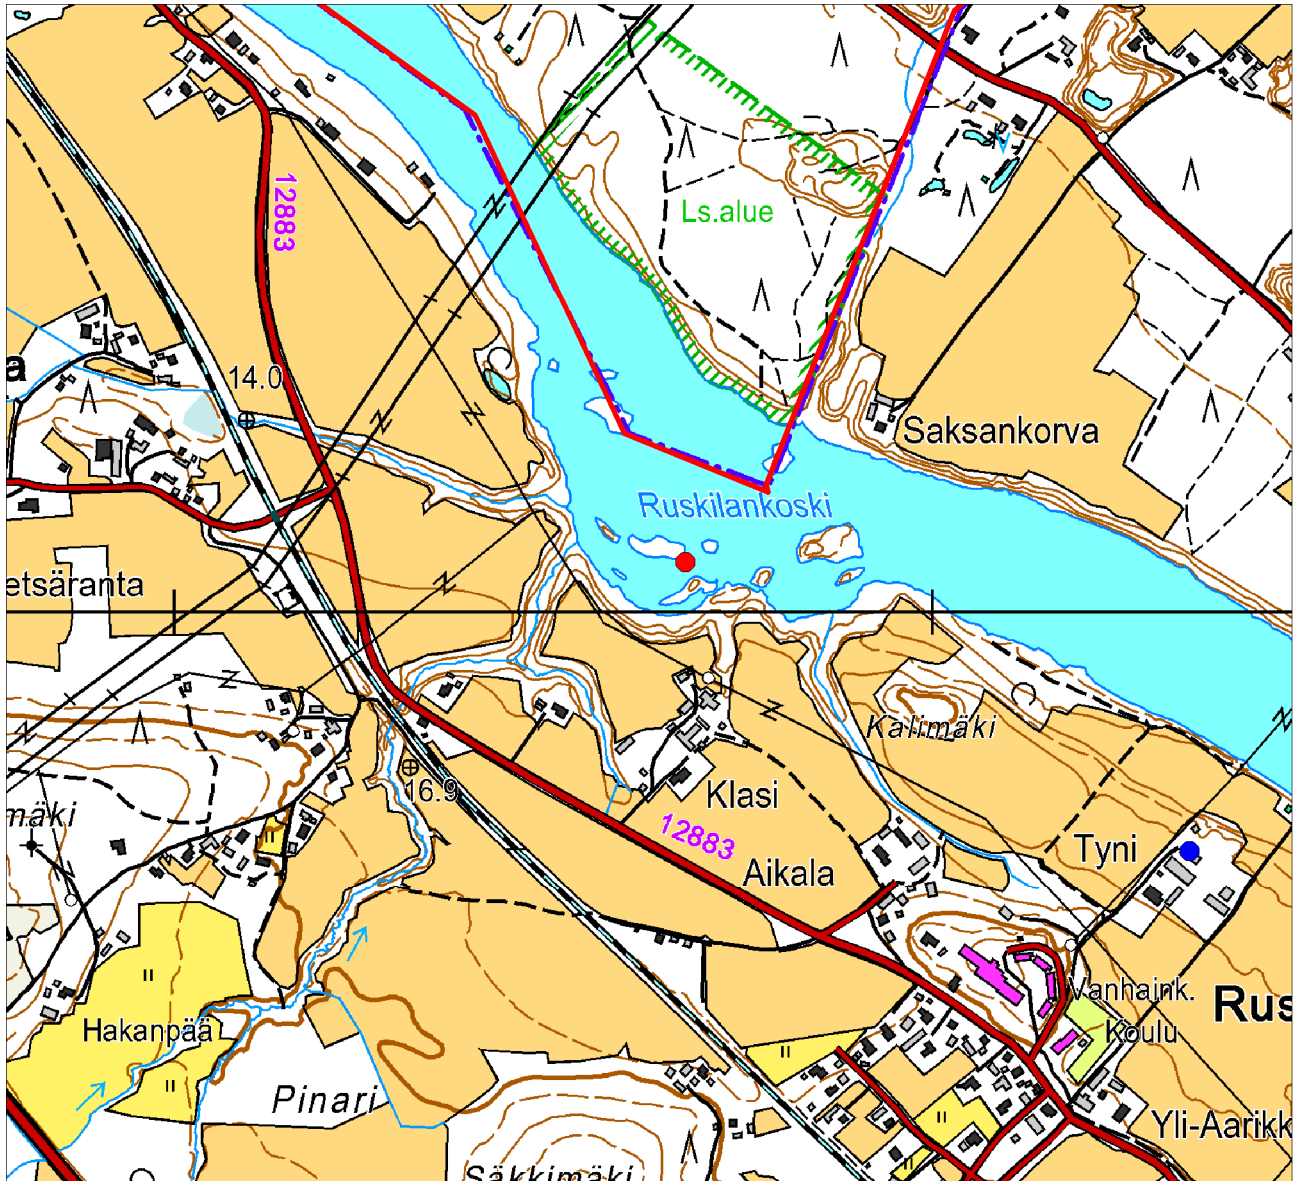 12883
Ls.alue
a
14.0
Saksankorva
Ruskilankoski
etsäranta
Kalimäki
16.9
mäki
Klasi
12883
Tyni
Aikala
Vanhaink.
Koulu
Rus
Hakanpää
Pinari
Yli-Aarikk
Säkkimäki